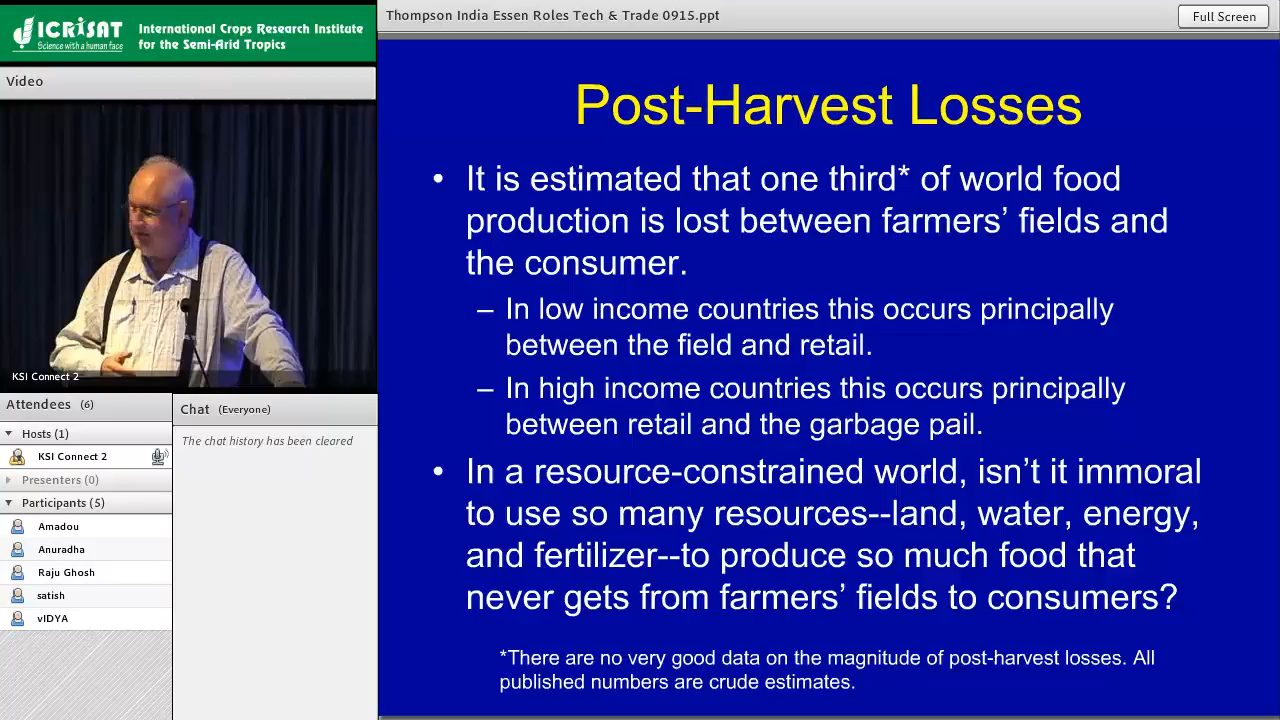 ICRISAT
Science with a human face
International Crops Research Institute
for the Semi-Arid Tropics
Thompson India Essen Roles Tech & Trade 0915.ppt
Full Screen
Video
KSI Connect 2
Attendees (6)
Hosts (1)
KSI Connect 2
Presenters (0)
Participants (5)
Amadou
Anuradha
Raju Ghosh
satish
vIDYA
Chat (Everyone)
The chat history has been cleared
Post-Harvest Losses
• It is estimated that one third* of world food
production is lost between farmers’ fields and
the consumer.
– In low income countries this occurs principally
between the field and retail.
– In high income countries this occurs principally
between retail and the garbage pail.
• In a resource-constrained world, isn’t it immoral
to use so many resources--land, water, energy,
and fertilizer--to produce so much food that
never gets from farmers’ fields to consumers?
*There are no very good data on the magnitude of post-harvest losses. All
published numbers are crude estimates.